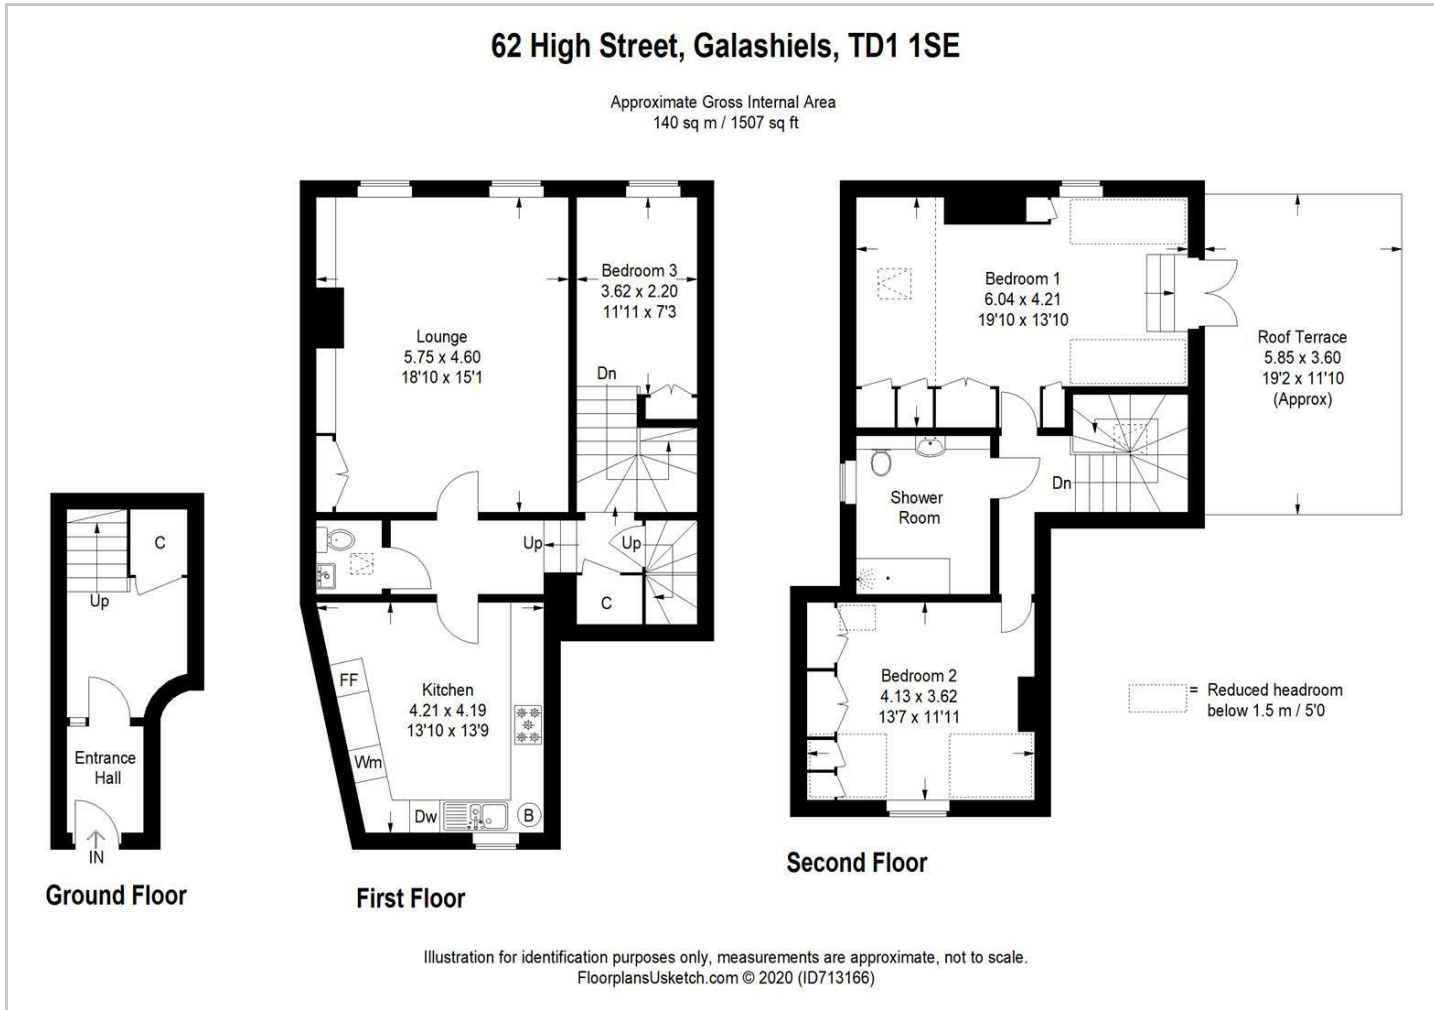 62 High Street, Galashiels, TD1 1SE
Approximate Gross Internal Area
140 sq m / 1507 sq ft
C
Up
Entrance
Hall
IN
Ground Floor
Lounge
5.75 x 4.60
18'10 x 15'1
Bedroom 3
3.62 x 2.20
11'11 x 7'3
Dn
Up
Up
C
Kitchen
4.21 x 4.19
13'10 x 13'9
FF
Wm
Dw
B
First Floor
Bedroom 1
6.04 x 4.21
19'10 x 13'10
Roof Terrace
5.85 x 3.60
19'2 x 11'10
(Approx)
Dn
Shower
Room
Bedroom 2
4.13 x 3.62
13'7 x 11'11
= Reduced headroom
below 1.5 m / 5'0
Second Floor
Illustration for identification purposes only, measurements are approximate, not to scale.
FloorplansUsketch.com © 2020 (ID713166)